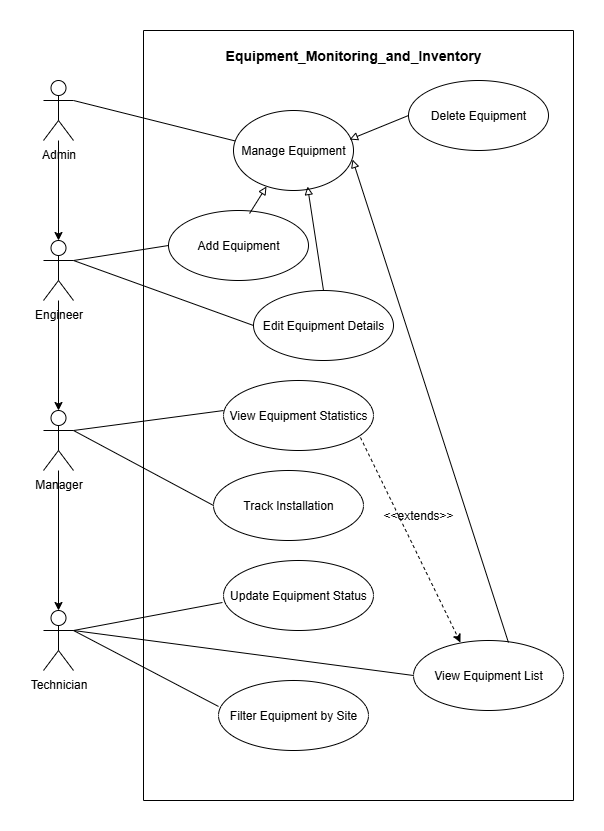 Equipment_Monitoring_and_Inventory
Delete Equipment
Manage Equipment
Admin
Add Equipment
Engineer
Edit Equipment Details
View Equipment Statistics
Manager
Track Installation
<<extends>>
Update Equipment Status
View Equipment List
Technician
Filter Equipment by Site